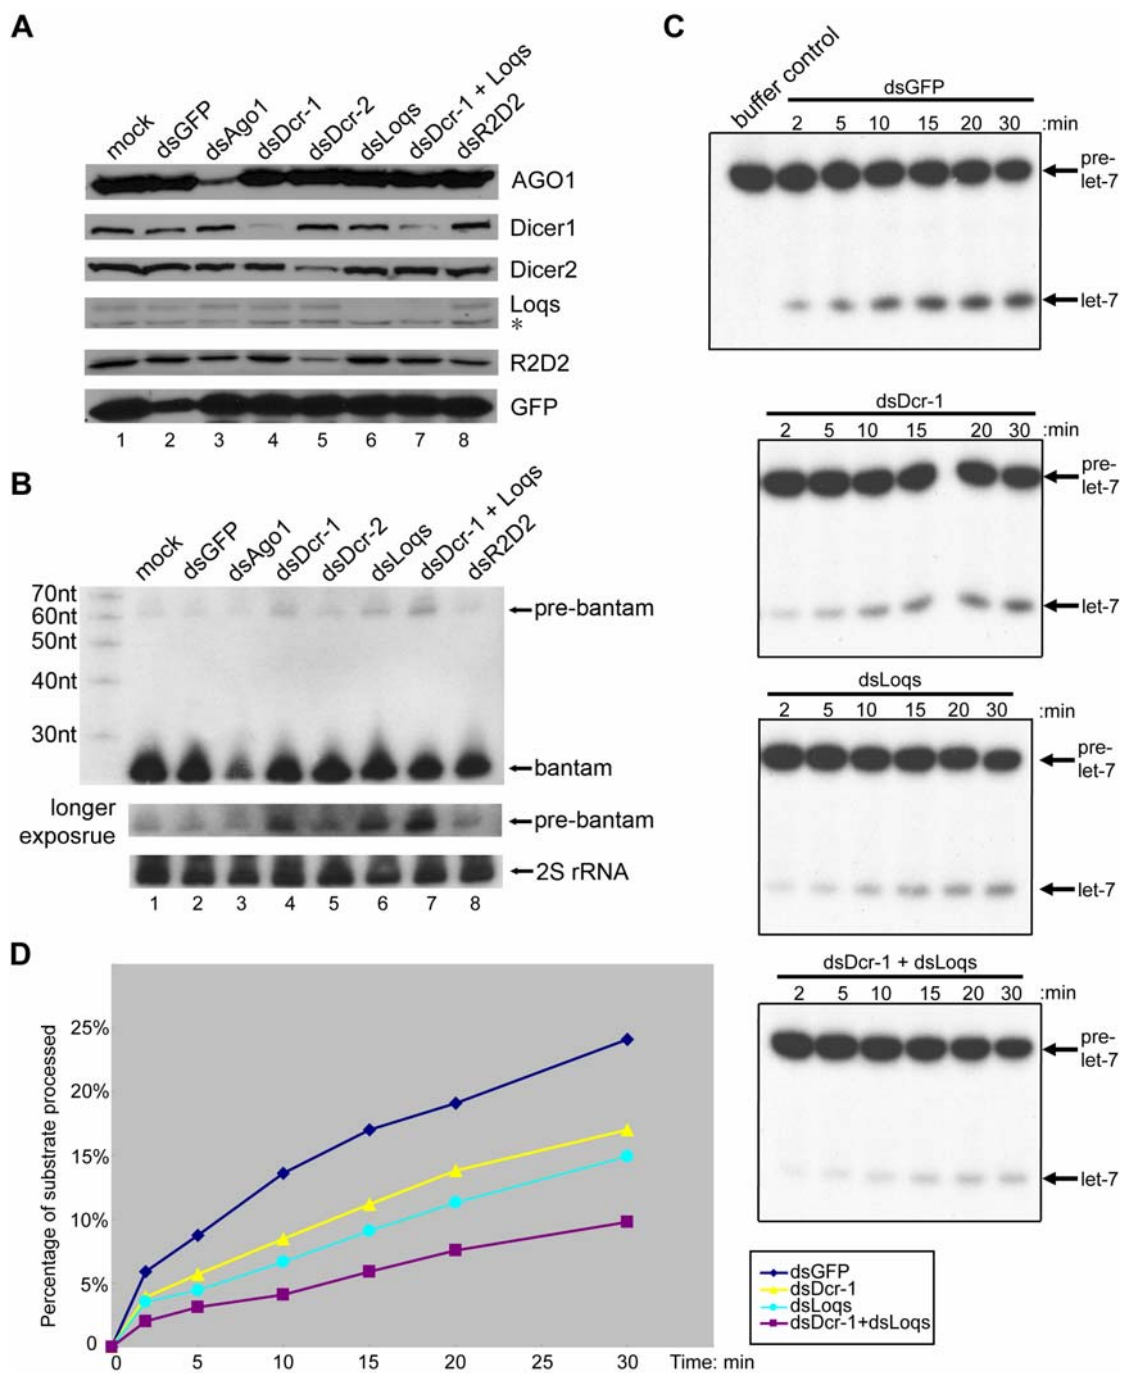 A
mock
dsGFP
dsAgo1
dsDcr-1
dsDcr-2
dsLoqs
dsDcr-1 + Loqs
dsR2D2
AGO1
Dicer1
Dicer2
Loqs
*
R2D2
GFP
1 2 3 4 5 6 7 8
B
mock
dsGFP
dsAgo1
dsDcr-1
dsDcr-2
dsLoqs
dsDcr-1 + Loqs
dsR2D2
70nt
60nt
50nt
40nt
30nt
pre-bantam
bantam
longer
exposrue
pre-bantam
2S rRNA
1 2 3 4 5 6 7 8
C
buffer control
dsGFP
2 5 10 15 20 30 :min
pre-
let-7
let-7
dsDcr-1
2 5 10 15 20 30 :min
pre-
let-7
let-7
dsLoqs
2 5 10 15 20 30 :min
pre-
let-7
let-7
dsDcr-1 + dsLoqs
2 5 10 15 20 30 :min
pre-
let-7
let-7
D
Percentage of substrate processed
25%
20%
15%
10%
5%
0
0 5 10 15 20 25 30 Time: min
dsGFP
dsDcr-1
dsLoqs
dsDcr-1+dsLoqs